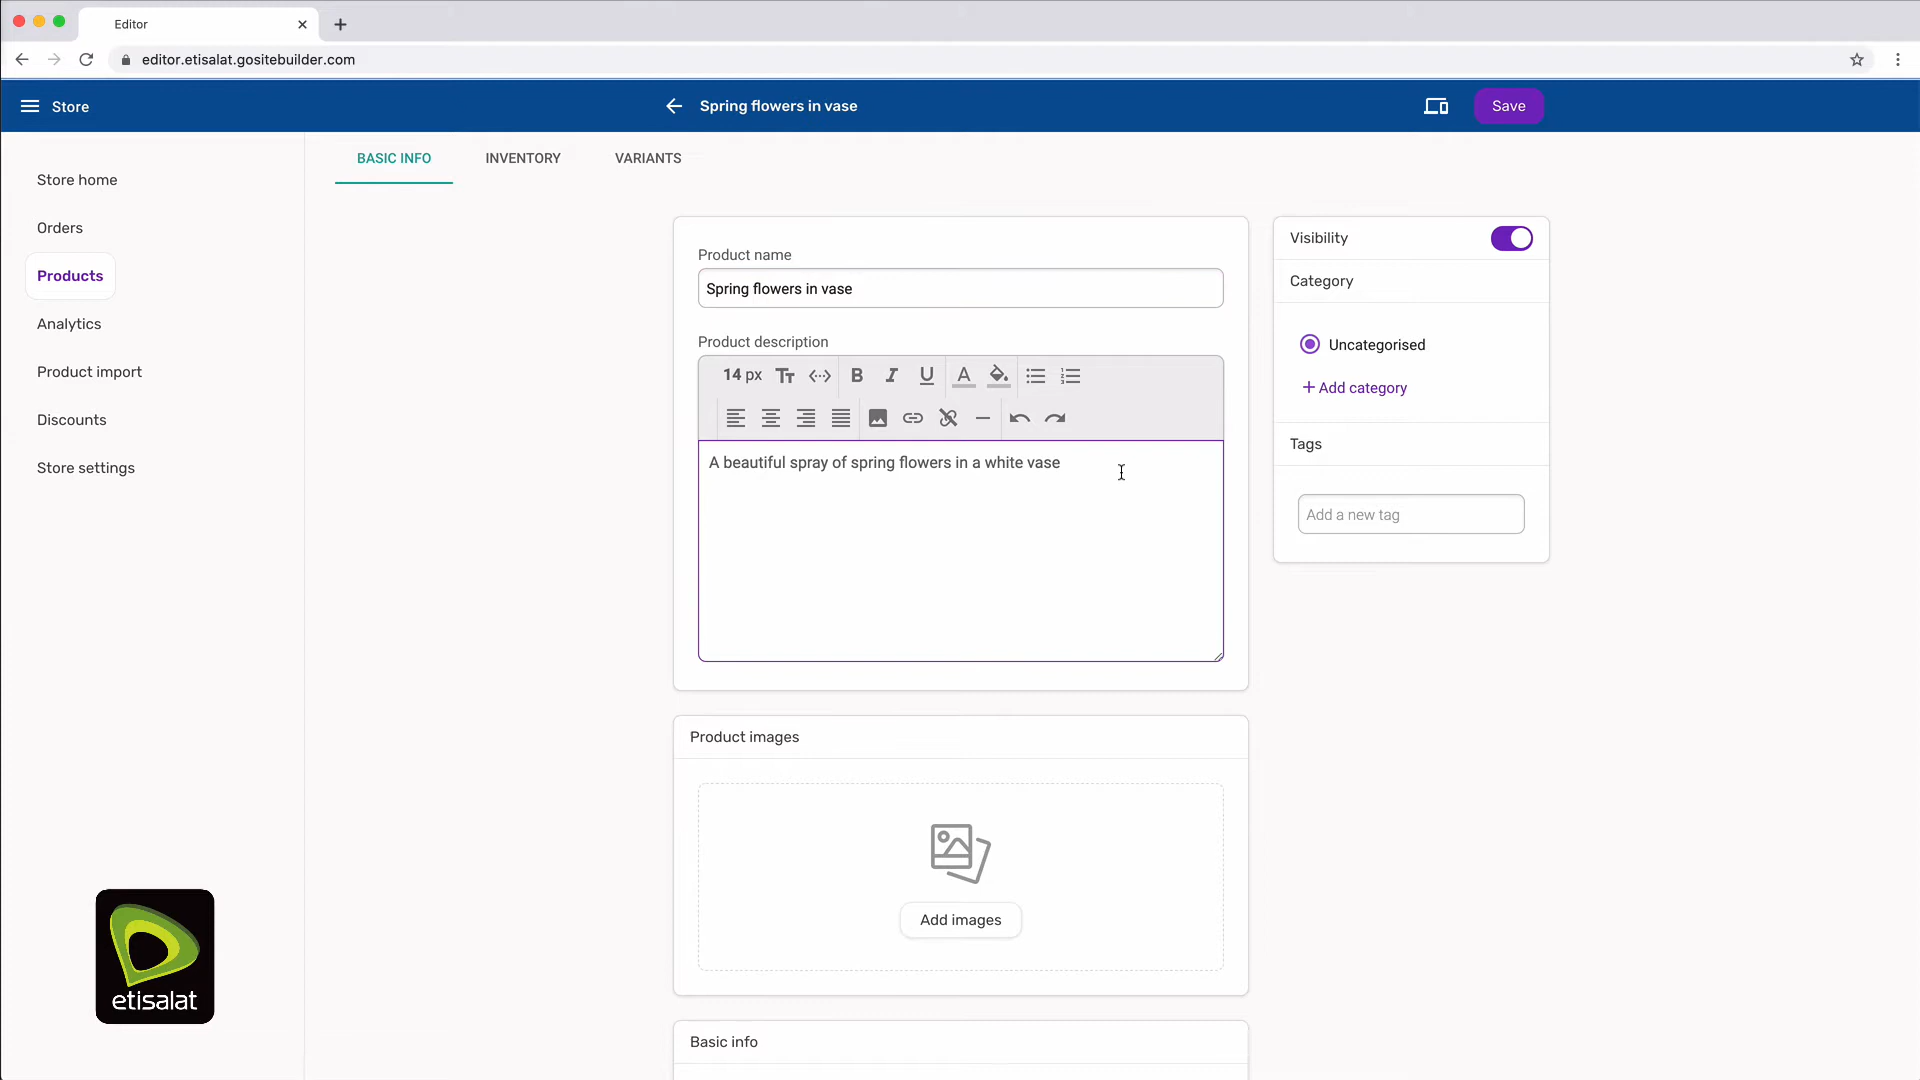 Editor
editor.etisalat.gositebuilder.com
Store
Spring flowers in vase
Save
BASIC INFO
INVENTORY
VARIANTS
Store home
Orders
Products
Analytics
Product import
Discounts
Store settings
Product name
Spring flowers in vase
Product description
14 px
A beautiful spray of spring flowers in a white vase
Product images
Add images
Basic info
Visibility
Category
Uncategorised
+ Add category
Tags
Add a new tag
etisalat